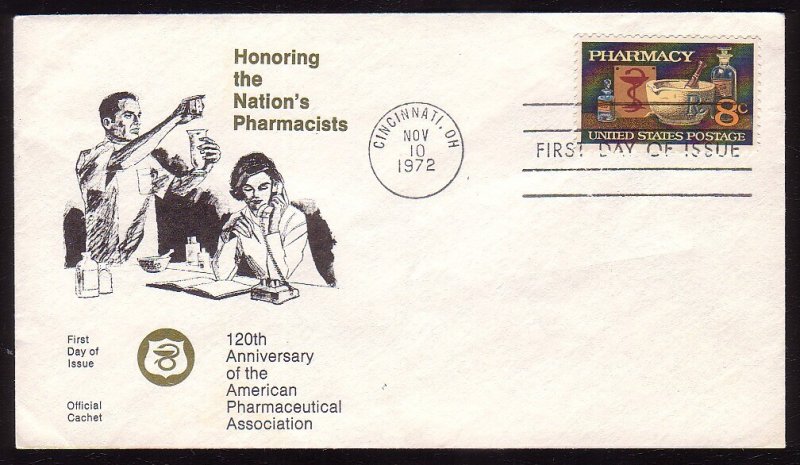 Honoring
the
Nation's
Pharmacists
CINCINNATI, OH
NOV
10
1972
PHARMACY
Rx
8c
UNITED STATES POSTAGE
FIRST DAY OF ISSUE
First
Day of
Issue
Official
Cachet
120th
Anniversary
of the
American
Pharmaceutical
Association